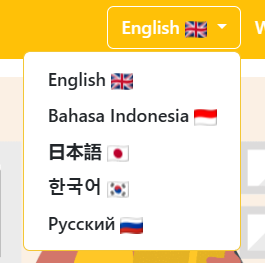 English 🇬🇧
English 🇬🇧
Bahasa Indonesia 🇮🇩
日本語 🇯🇵
한국어 🇰🇷
Русский 🇷🇺